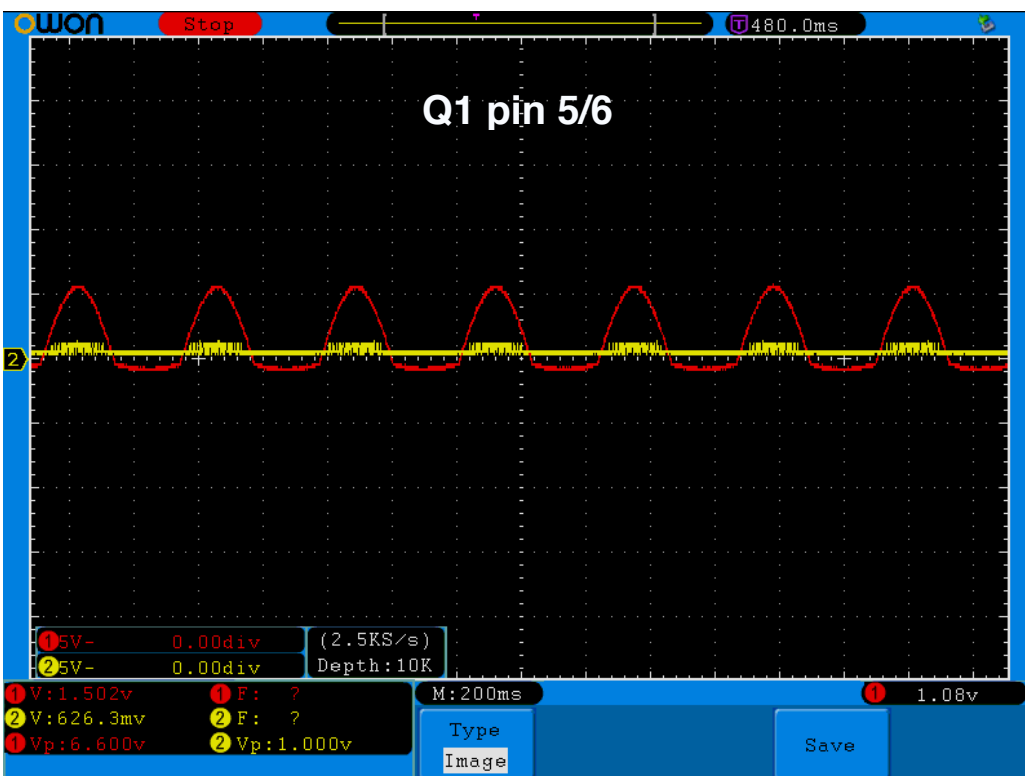 owon Stop T 480.0ms
Q1 pin 5/6
2
1 5V- 0.00div (2.5KS/s)
2 5V- 0.00div Depth:10K
1 V:1.502v 1 F: ? M:200ms 1 1.08v
2 V:626.3mv 2 F: ?
1 Vp:6.600v 2 Vp:1.000v
Type
Image
Save